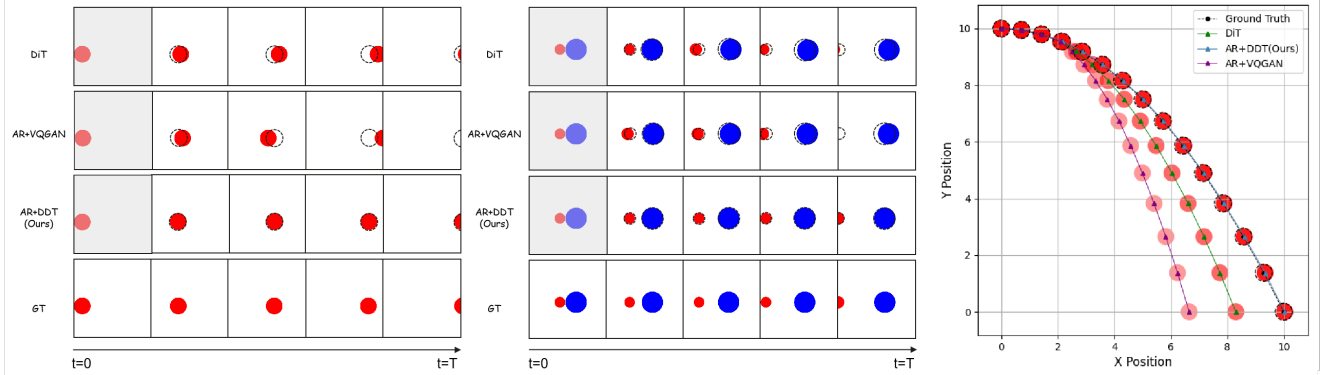 DiT
AR+VQGAN
AR+DDT
(Ours)
GT
t=0
t=T
DiT
AR+VQGAN
AR+DDT
(Ours)
GT
t=0
t=T
Ground Truth
DiT
AR+DDT(Ours)
AR+VQGAN
Y Position
10
8
6
4
2
0
0
2
4
6
8
10
X Position